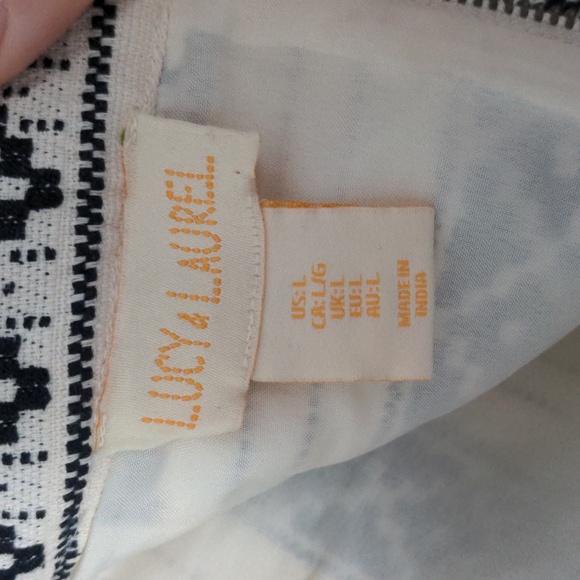 LUCY & LAUREL
US: L
CA: L/G
UK: L
EU: L
AU: L
MADE IN
INDIA